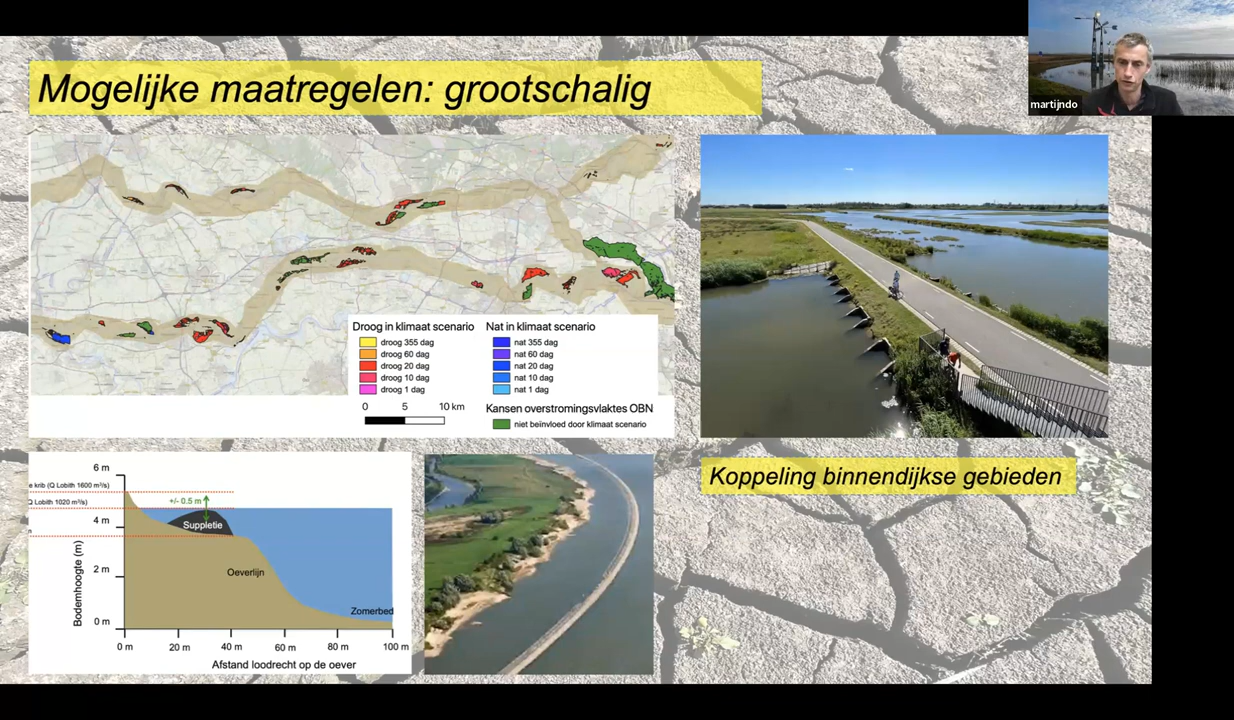 Mogelijke maatregelen: grootschalig
martijndo
Droog in klimaat scenario
droog 355 dag
droog 60 dag
droog 20 dag
droog 10 dag
droog 1 dag
0 5 10 km
Nat in klimaat scenario
nat 355 dag
nat 60 dag
nat 20 dag
nat 10 dag
nat 1 dag
Kansen overstromingsvlaktes OBN
niet beïnvloed door klimaat scenario
6 m
e krib (Q Lobith 1600 m³/s)
Q Lobith 1020 m³/s)
+/- 0.5 m
4 m
Suppletie
m
Bodemhoogte (m)
2 m
Oeverlijn
Zomerbed
0 m
0 m 20 m 40 m 60 m 80 m 100 m
Afstand loodrecht op de oever
Koppeling binnendijkse gebieden